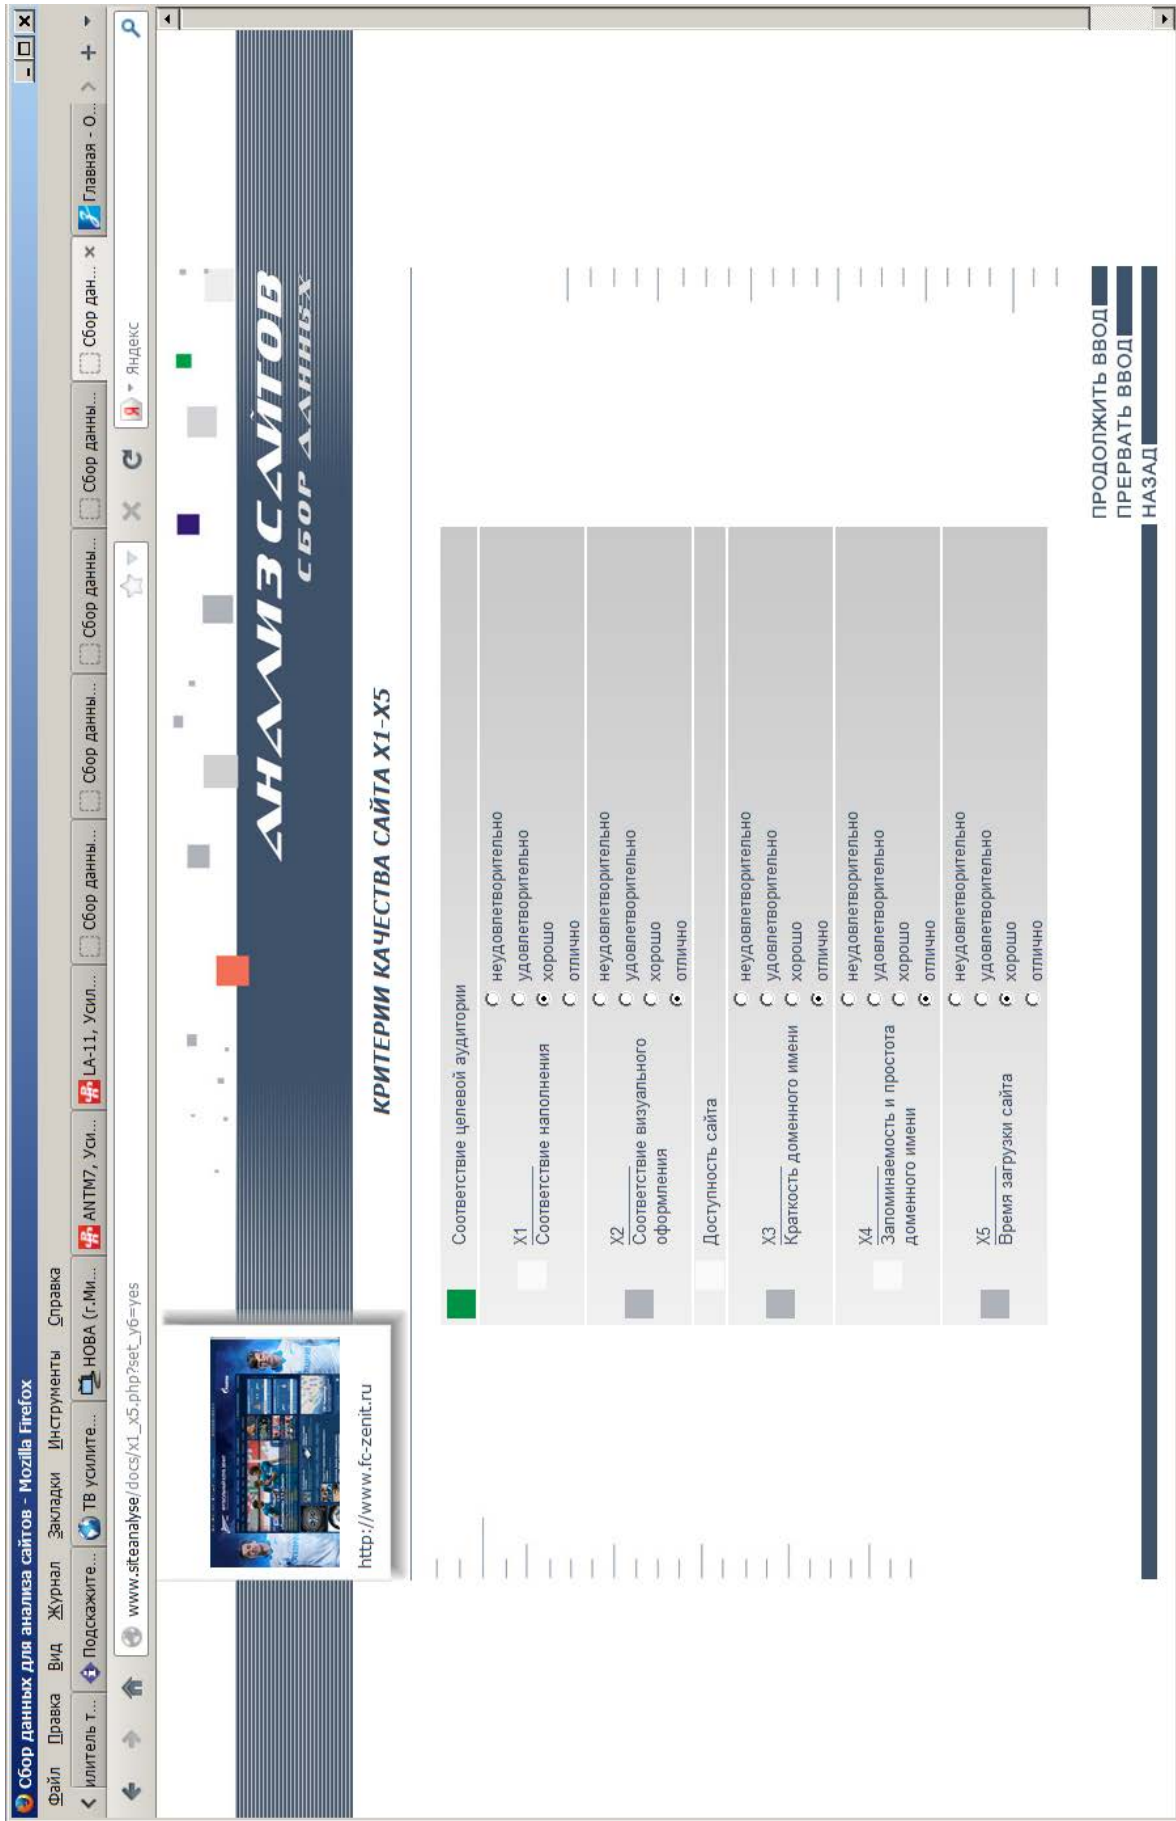 Сбор данных для анализа сайтов - Mozilla Firefox
Файл Правка Вид Журнал Закладки Инструменты Справка
илитель т... Подскажите... ТВ усилите... НОВА (г.Ми... ANTM7, Уси... LA-11, Усил... Сбор данны... Сбор данны... Сбор данны... Сбор данны... Сбор дан... Главная - О...
www.siteanalyse/docs/x1_x5.php?set_y6=yes Яндекс
АНАЛИЗ САЙТОВ
СБОР ДАННЫХ
http://www.fc-zenit.ru
КРИТЕРИИ КАЧЕСТВА САЙТА X1-X5
Соответствие целевой аудитории
X1
Соответствие наполнения
неудовлетворительно
удовлетворительно
хорошо
отлично
X2
Соответствие визуального
оформления
неудовлетворительно
удовлетворительно
хорошо
отлично
Доступность сайта
X3
Краткость доменного имени
неудовлетворительно
удовлетворительно
хорошо
отлично
X4
Запоминаемость и простота
доменного имени
неудовлетворительно
удовлетворительно
хорошо
отлично
X5
Время загрузки сайта
неудовлетворительно
удовлетворительно
хорошо
отлично
ПРОДОЛЖИТЬ ВВОД
ПРЕРВАТЬ ВВОД
НАЗАД